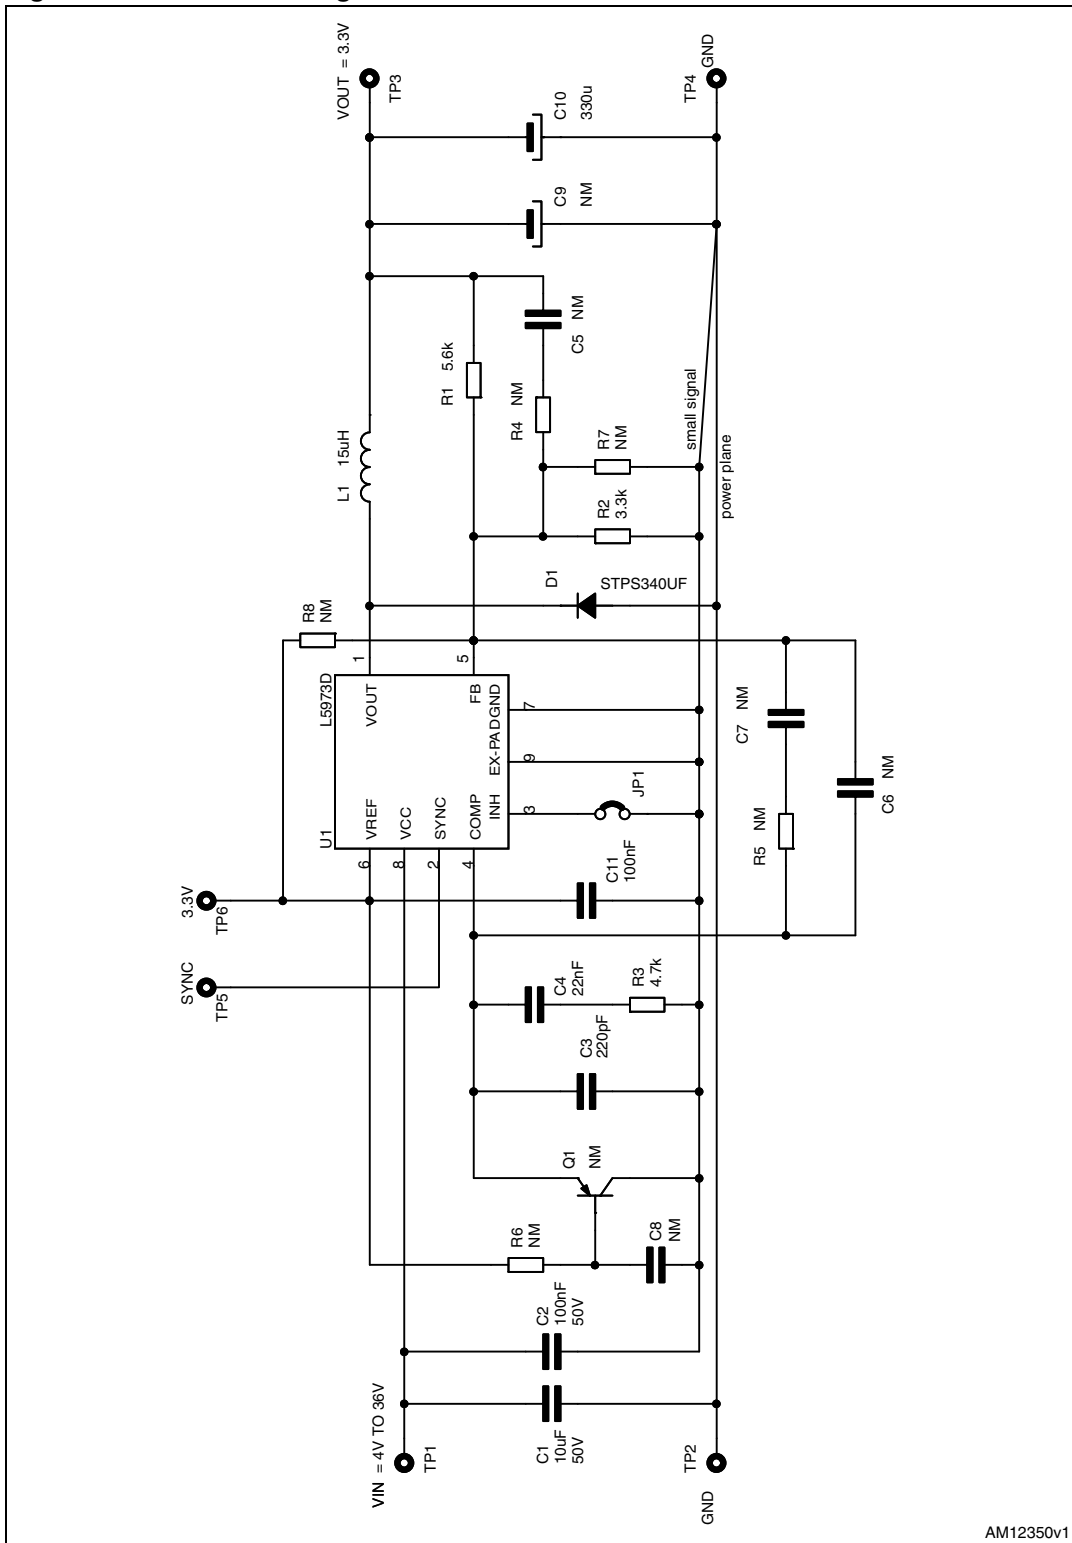 VIN = 4V TO 36V
TP1
GND
TP2
C1
10uF
50V
C2
100nF
50V
R6
NM
C8
NM
Q1
NM
C3
220pF
C4
22nF
R3
4.7k
SYNC
TP5
3.3V
TP6
C11
100nF
U1
L5973D
6
8
2
4
VREF
VCC
SYNC
COMP
INH
EX-PAD
GND
VOUT
FB
3
9
7
1
5
JP1
R8
NM
R5 NM
C7 NM
C6 NM
D1
STPS340UF
L1 15uH
R1 5.6k
R2
3.3k
R7
NM
R4 NM
C5 NM
small signal
power plane
C9
NM
C10
330u
VOUT = 3.3V
TP3
GND
TP4
AM12350v1